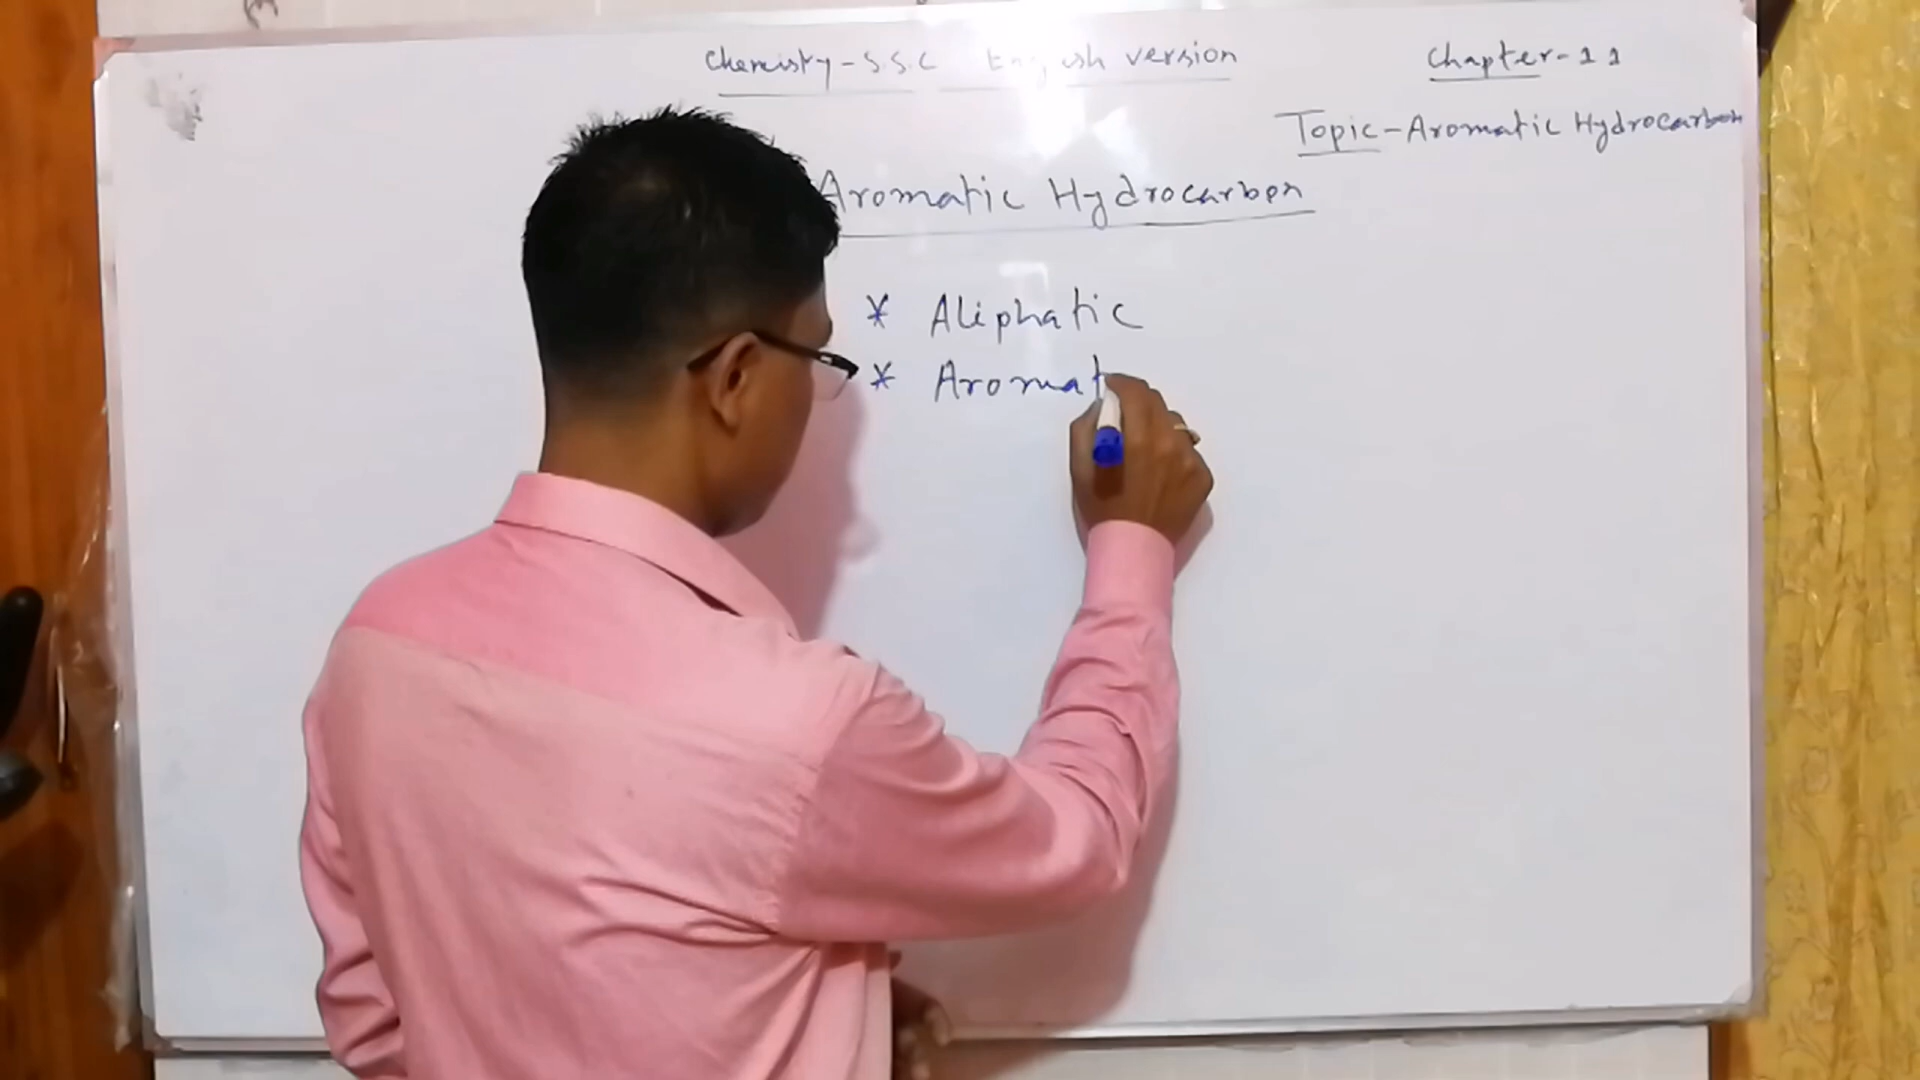 Chemistry - S.S.C English version
Chapter - 11
Topic - Aromatic Hydrocarbon
Aromatic Hydrocarbon
* Aliphatic
* Aromat